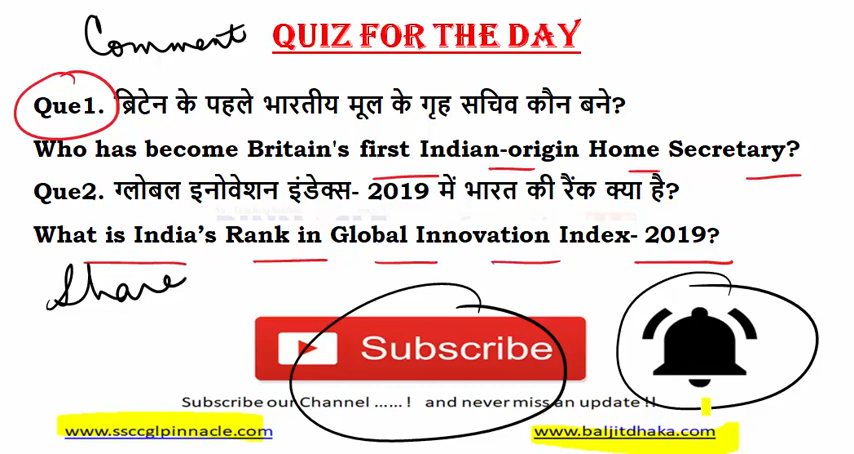 Comment QUIZ FOR THE DAY
Que1. ब्रिटेन के पहले भारतीय मूल के गृह सचिव कौन बने?
Who has become Britain's first Indian-origin Home Secretary?
Que2. ग्लोबल इनोवेशन इंडेक्स- 2019 में भारत की रैंक क्या है?
What is India's Rank in Global Innovation Index- 2019?
Share
Subscribe
Subscribe our Channel ......! and never miss an update !!
www.ssccglpinnacle.com www.baljitdhaka.com